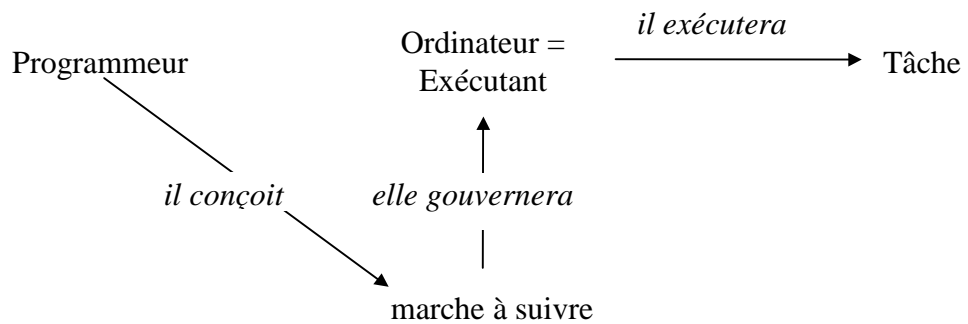 Programmeur
Ordinateur =
Exécutant
il exécutera
Tâche
il conçoit
elle gouvernera
marche à suivre